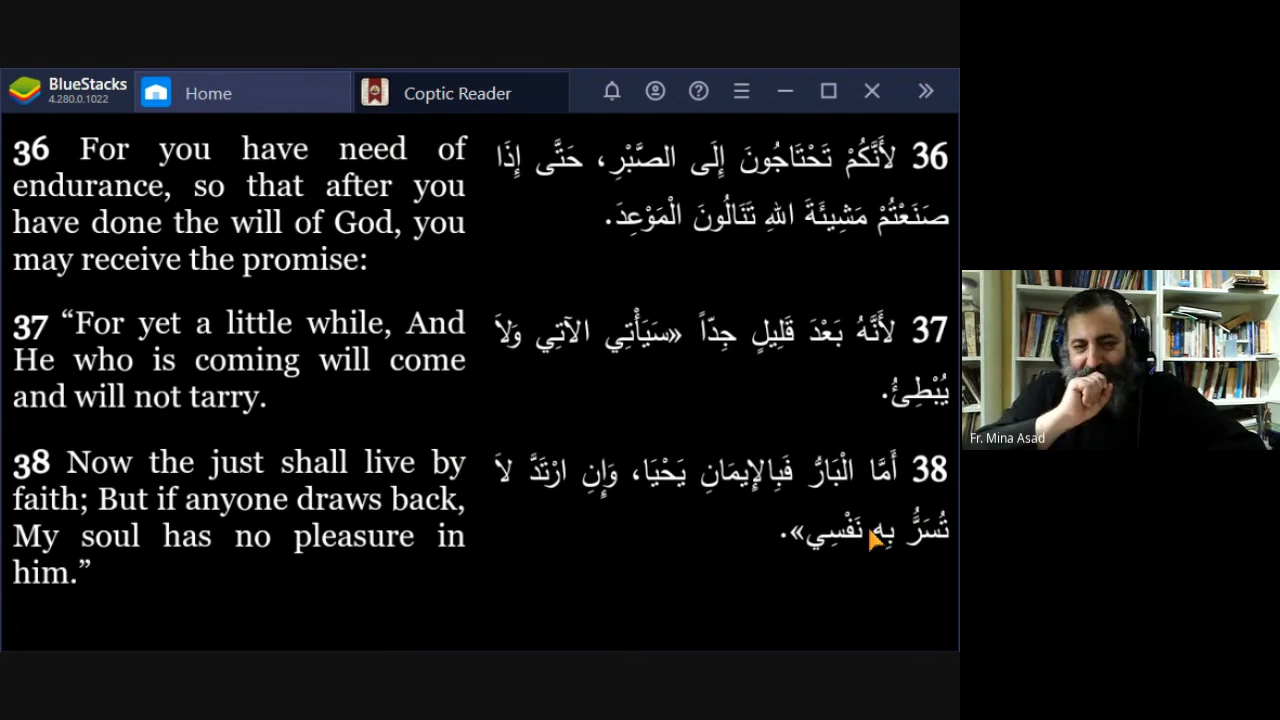 BlueStacks
4.280.0.1022
Home
Coptic Reader
36 For you have need of
endurance, so that after you
have done the will of God, you
may receive the promise:
37 “For yet a little while, And
He who is coming will come
and will not tarry.
38 Now the just shall live by
faith; But if anyone draws back,
My soul has no pleasure in
him.”
36 لأَنَّكُمْ تَحْتَاجُونَ إِلَى الصَّبْرِ، حَتَّى إِذَا
صَنَعْتُمْ مَشِيئَةَ اللهِ تَنَالُونَ الْمَوْعِدَ.
37 لأَنَّهُ بَعْدَ قَلِيلٍ جِدّاً «سَيَأْتِي الآتِي وَلاَ
يُبْطِئُ.
38 أَمَّا الْبَارُّ فَبِالإِيمَانِ يَحْيَا، وَإِنِ ارْتَدَّ لاَ
تُسَرُّ بِهِ نَفْسِي».
Fr. Mina Asad